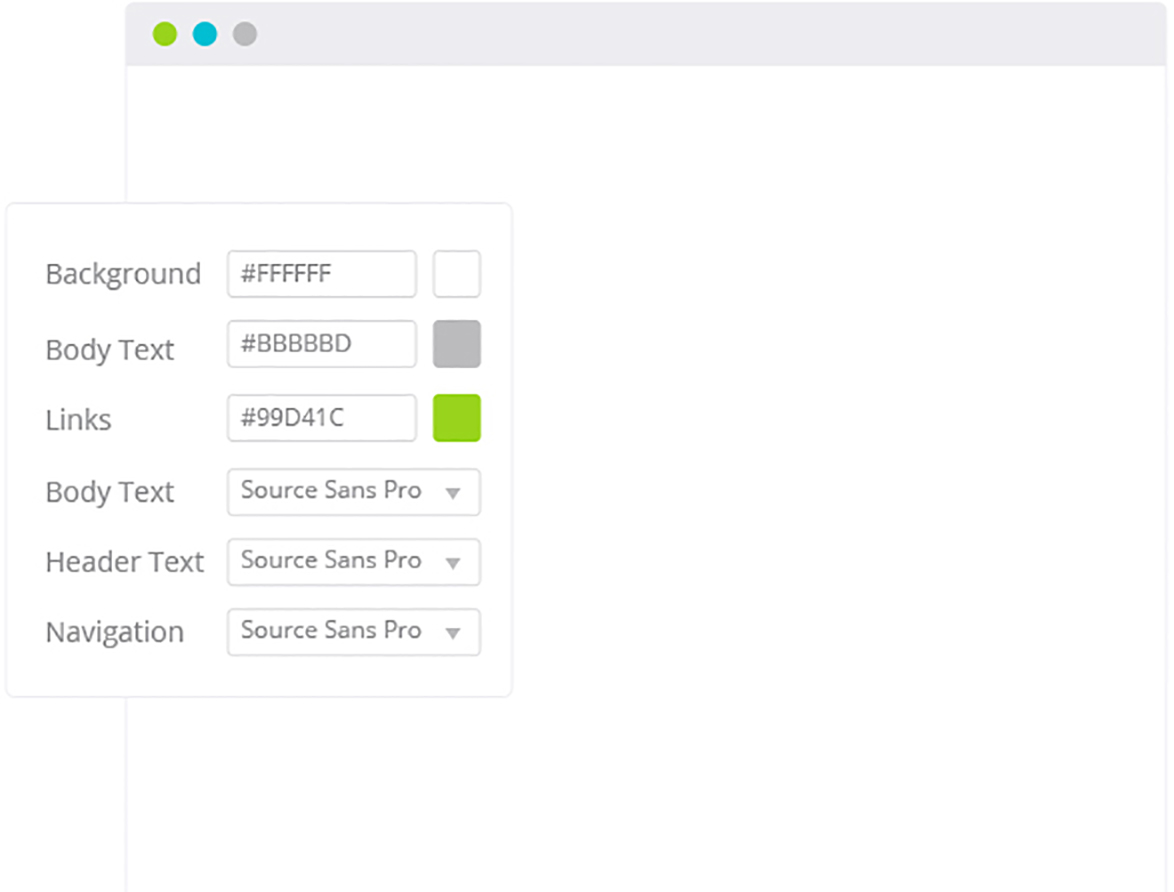 Background #FFFFFF
Body Text #BBBBBD
Links #99D41C
Body Text Source Sans Pro
Header Text Source Sans Pro
Navigation Source Sans Pro